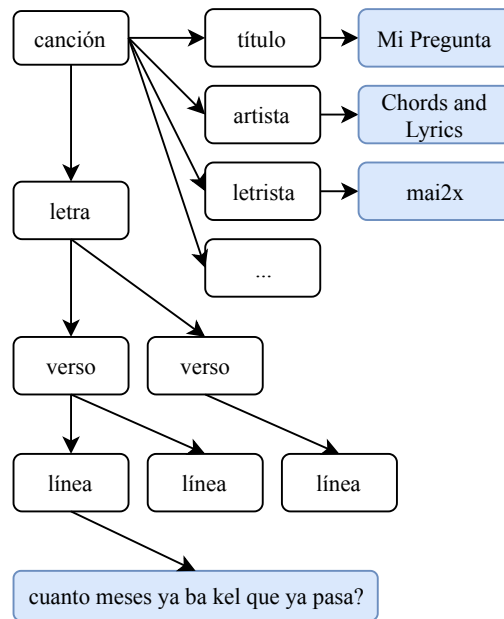 canción
título
Mi Pregunta
artista
Chords and
Lyrics
letrista
mai2x
letra
...
verso
verso
línea
línea
línea
cuanto meses ya ba kel que ya pasa?